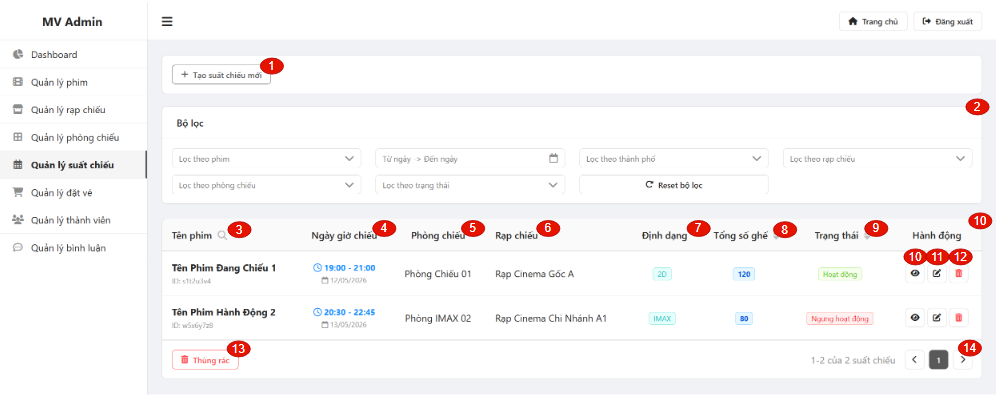 MV Admin
Trang chủ
Đăng xuất
Dashboard
Quản lý phim
Quản lý rạp chiếu
Quản lý phòng chiếu
Quản lý suất chiếu
Quản lý đặt vé
Quản lý thành viên
Quản lý bình luận
+ Tạo suất chiếu mới 1
2
Bộ lọc
Lọc theo phim
Từ ngày -> Đến ngày
Lọc theo thành phố
Lọc theo rạp chiếu
Lọc theo phòng chiếu
Lọc theo trạng thái
Reset bộ lọc
Tên phim 3 Ngày giờ chiếu 4 Phòng chiếu 5 Rạp chiếu 6 Định dạng 7 Tổng số ghế 8 Trạng thái 9 Hành động 10
10 11 12
Tên Phim Đang Chiếu 1 19:00 - 21:00 Phòng Chiếu 01 Rạp Cinema Gốc A 2D 120 Hoạt động
ID: s1t2u3v4 12/05/2026
Tên Phim Hành Động 2 20:30 - 22:45 Phòng IMAX 02 Rạp Cinema Chi Nhánh A1 IMAX 80 Ngưng hoạt động
ID: w5x6y7z8 13/05/2026
Thùng rác 13
1-2 của 2 suất chiếu < 1 > 14